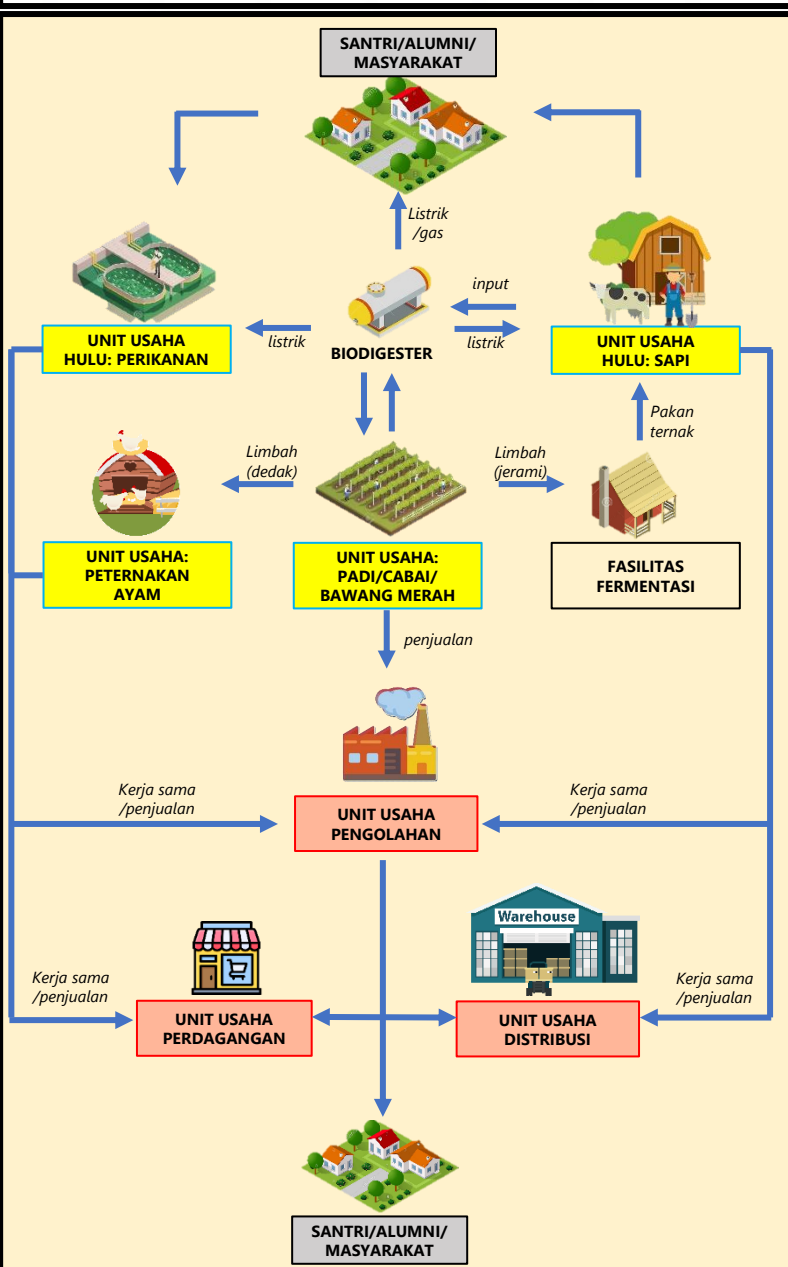 SANTRI/ALUMNI/
MASYARAKAT
Listrik
/gas
input
listrik
listrik
BIODIGESTER
UNIT USAHA
HULU: PERIKANAN
UNIT USAHA
HULU: SAPI
Pakan
ternak
Limbah
(dedak)
Limbah
(jerami)
UNIT USAHA:
PETERNAKAN
AYAM
UNIT USAHA:
PADI/CABAI/
BAWANG MERAH
FASILITAS
FERMENTASI
penjualan
Kerja sama
/penjualan
Kerja sama
/penjualan
UNIT USAHA
PENGOLAHAN
Warehouse
Kerja sama
/penjualan
Kerja sama
/penjualan
UNIT USAHA
PERDAGANGAN
UNIT USAHA
DISTRIBUSI
SANTRI/ALUMNI/
MASYARAKAT